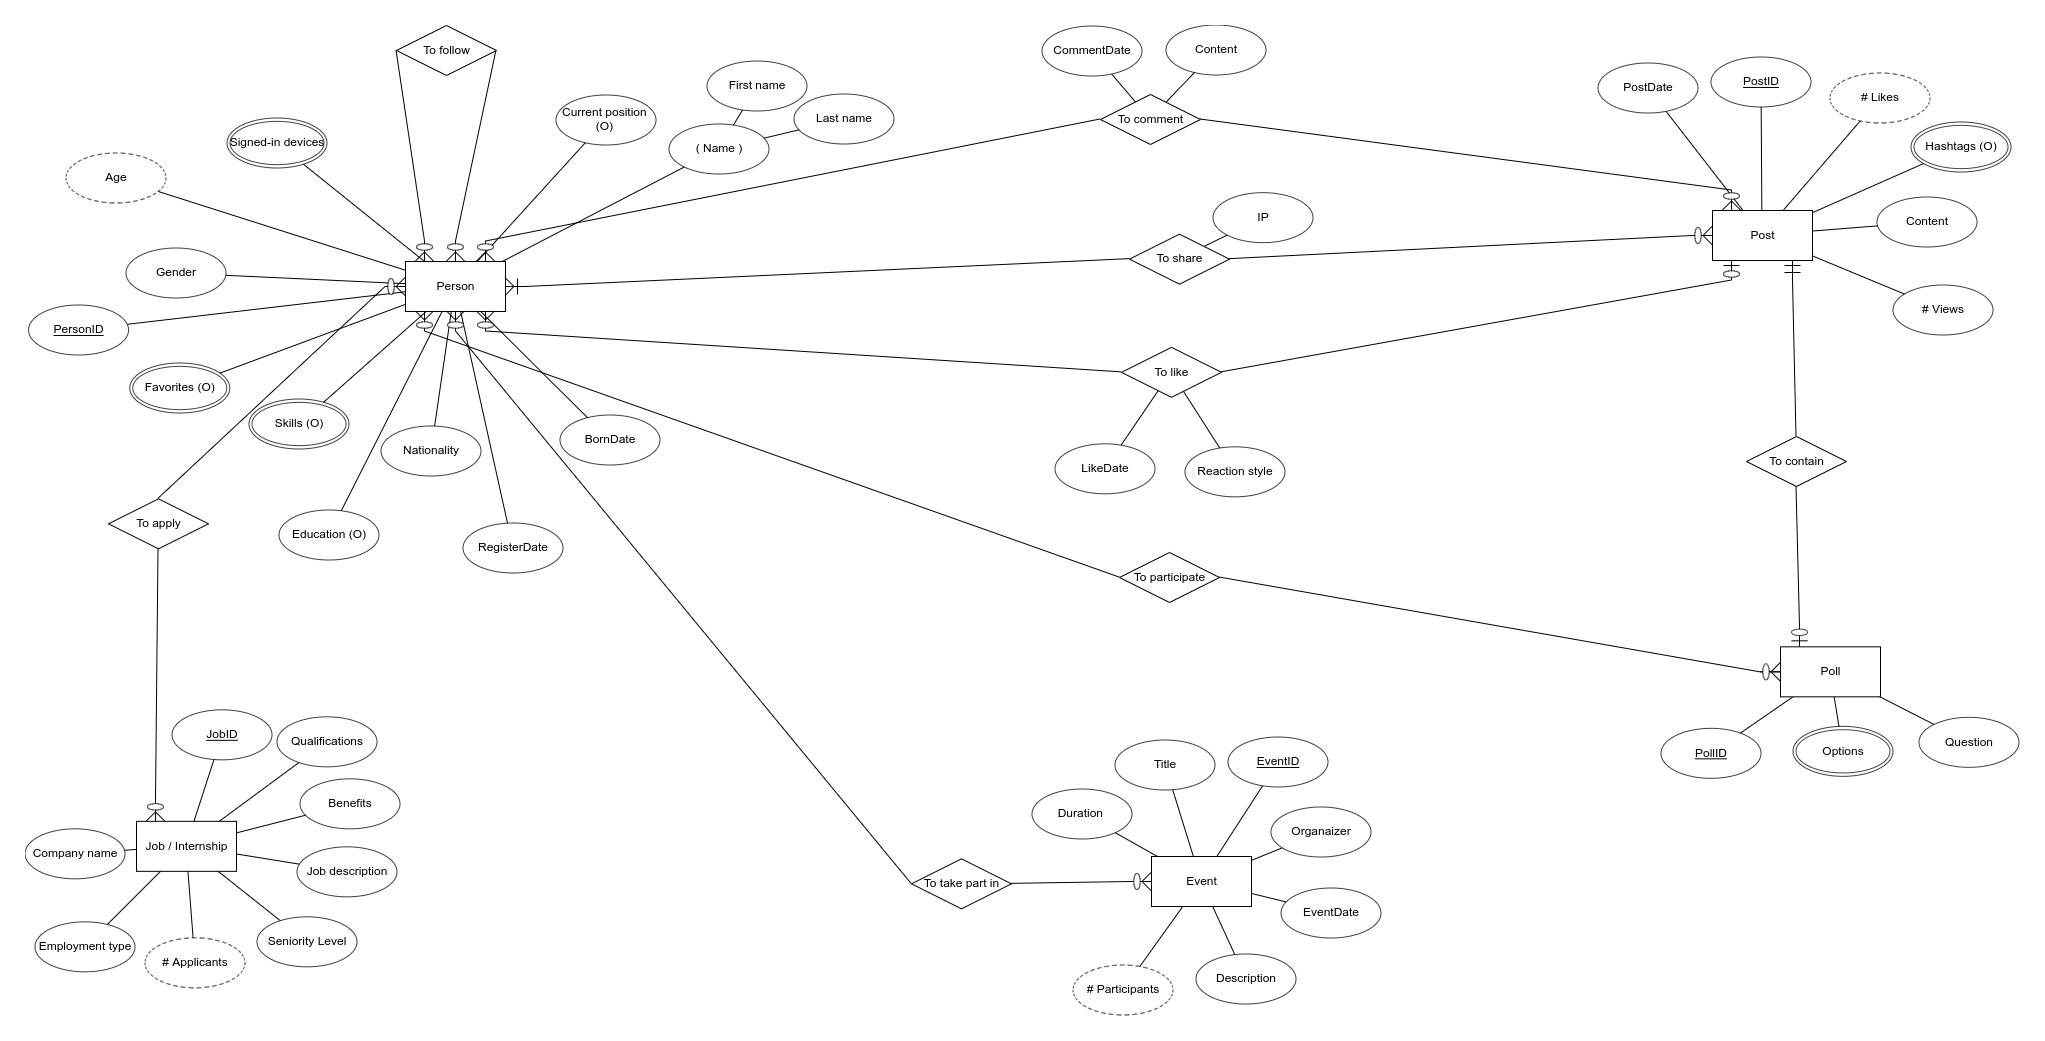 To follow
CommentDate
Content
First name
Last name
Current position
(O)
( Name )
To comment
PostDate
PostID
# Likes
Hashtags (O)
Signed-in devices
Age
Content
IP
Post
To share
Gender
Person
# Views
PersonID
Favorites (O)
To like
Skills (O)
Nationality
BornDate
LikeDate
Reaction style
To contain
To apply
Education (O)
RegisterDate
To participate
Poll
PollID
Options
Question
JobID
Qualifications
Benefits
Title
EventID
Duration
Organaizer
Company name
Job / Internship
Job description
To take part in
Event
EventDate
Employment type
# Applicants
Seniority Level
# Participants
Description